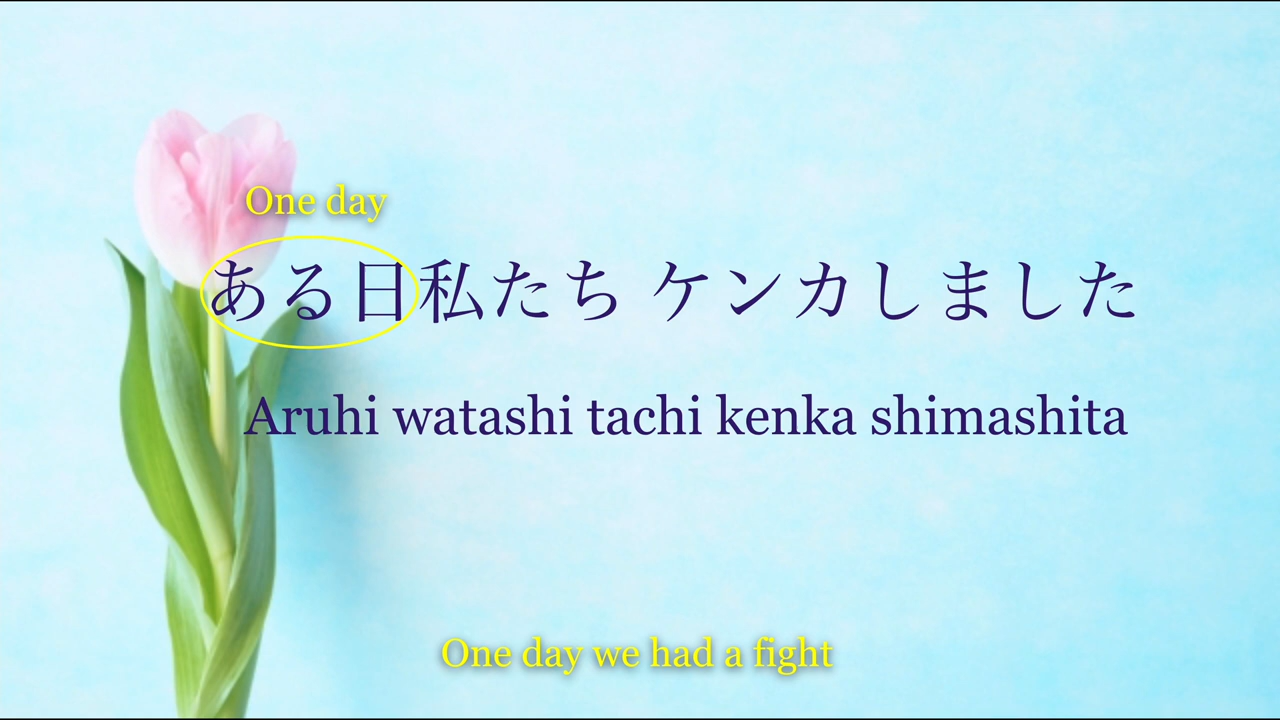 One day
ある日私たち ケンカしました
Aruhi watashi tachi kenka shimashita
One day we had a fight